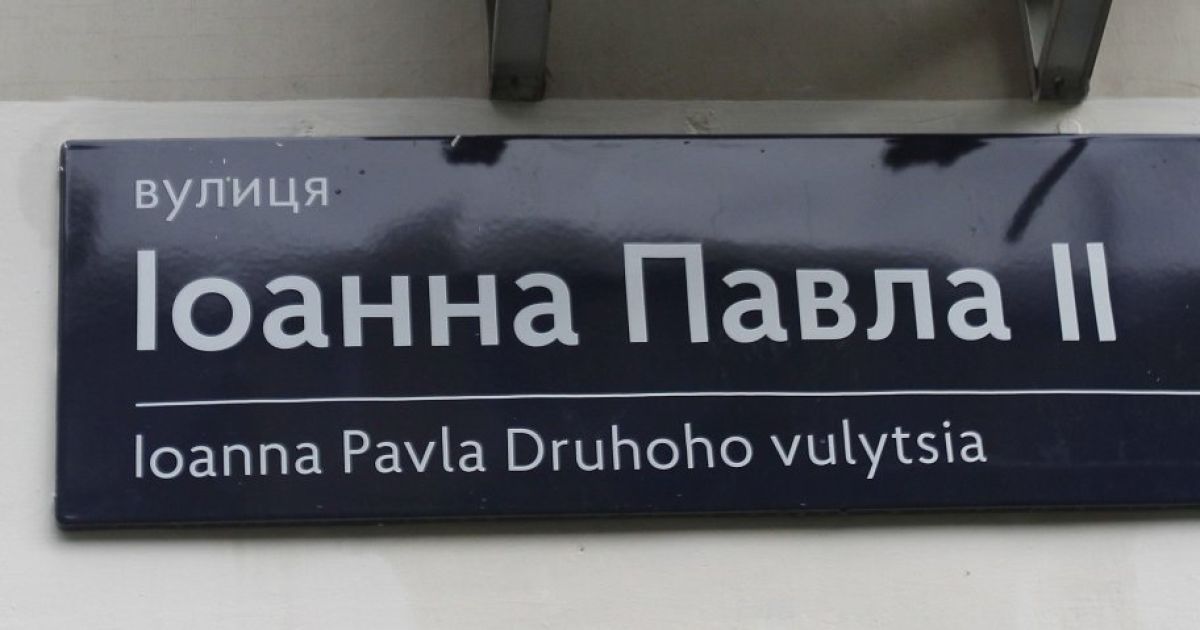 вулиця
Іоанна Павла ІІ
Ioanna Pavla Druhoho vulytsia